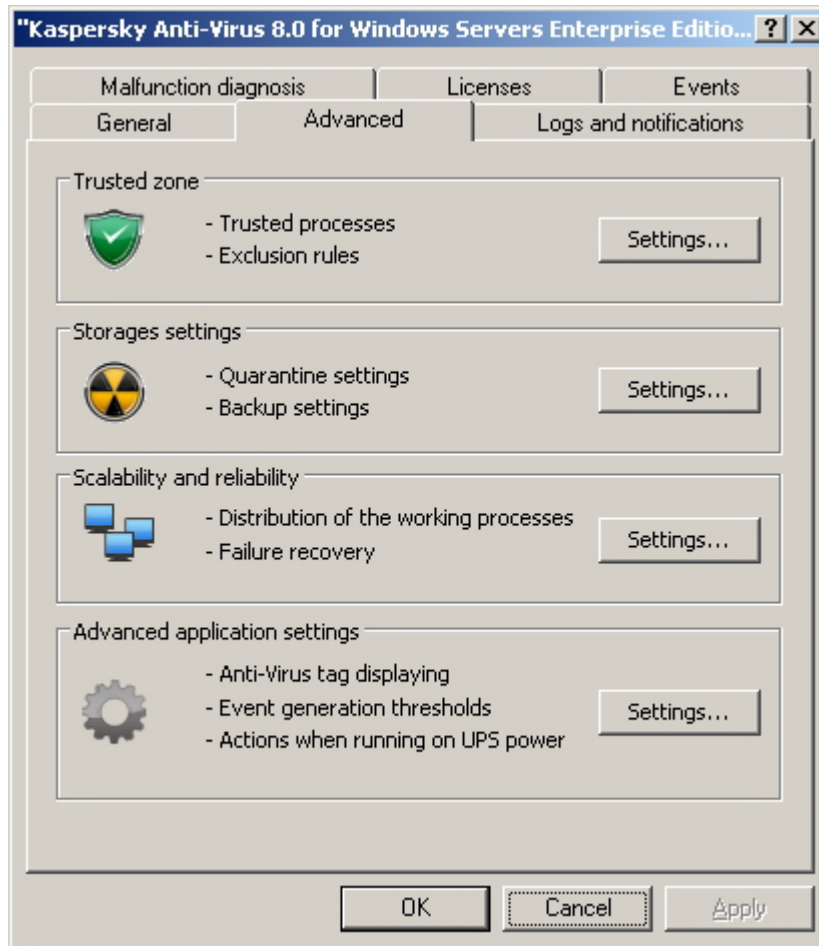 "Kaspersky Anti-Virus 8.0 for Windows Servers Enterprise Editio...
Malfunction diagnosis
Licenses
Events
General
Advanced
Logs and notifications
Trusted zone
- Trusted processes
- Exclusion rules
Settings...
Storages settings
- Quarantine settings
- Backup settings
Settings...
Scalability and reliability
- Distribution of the working processes
- Failure recovery
Settings...
Advanced application settings
- Anti-Virus tag displaying
- Event generation thresholds
- Actions when running on UPS power
Settings...
OK
Cancel
Apply